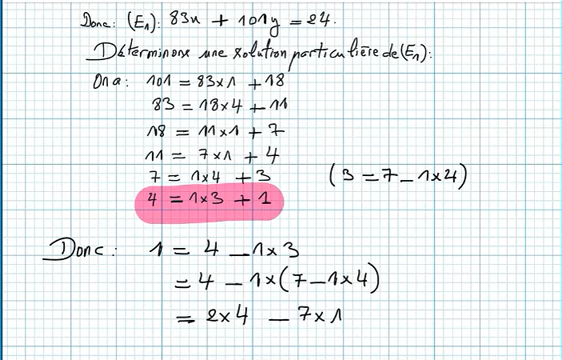 Donc: (E₁): 83x + 101y = 24.
Déterminons une solution particulière de (E₁):
On a: 101 = 83×1 + 18
83 = 18×4 + 11
18 = 11×1 + 7
11 = 7×1 + 4
7 = 1×4 + 3 (3 = 7 - 1×4)
4 = 1×3 + 1
Donc: 1 = 4 - 1×3
= 4 - 1×(7 - 1×4)
= 2×4 - 7×1